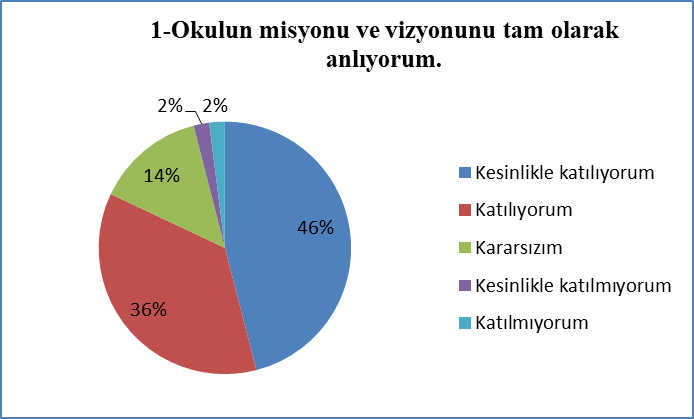 1-Okulun misyonu ve vizyonunu tam olarak
anlıyorum.
2% 2%
14%
46%
36%
Kesinlikle katılıyorum
Katılıyorum
Kararsızım
Kesinlikle katılmıyorum
Katılmıyorum